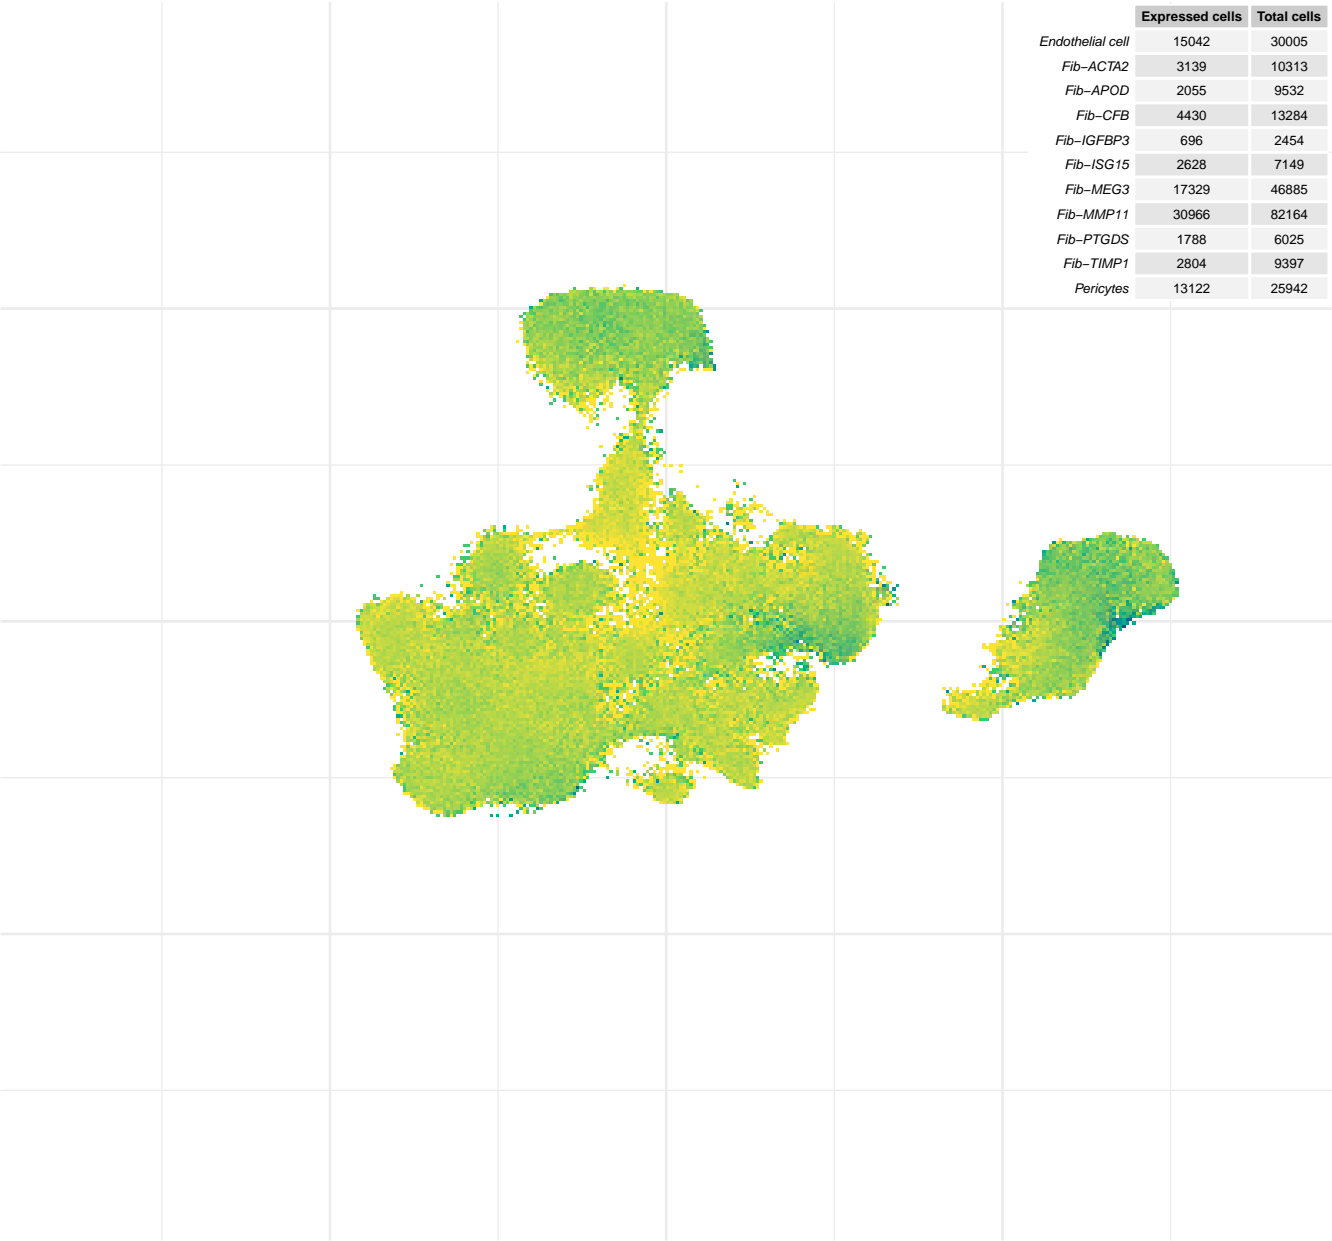 Expressed cells Total cells
Endothelial cell 15042 30005
Fib−ACTA2 3139 10313
Fib−APOD 2055 9532
Fib−CFB 4430 13284
Fib−IGFBP3 696 2454
Fib−ISG15 2628 7149
Fib−MEG3 17329 46885
Fib−MMP11 30966 82164
Fib−PTGDS 1788 6025
Fib−TIMP1 2804 9397
Pericytes 13122 25942